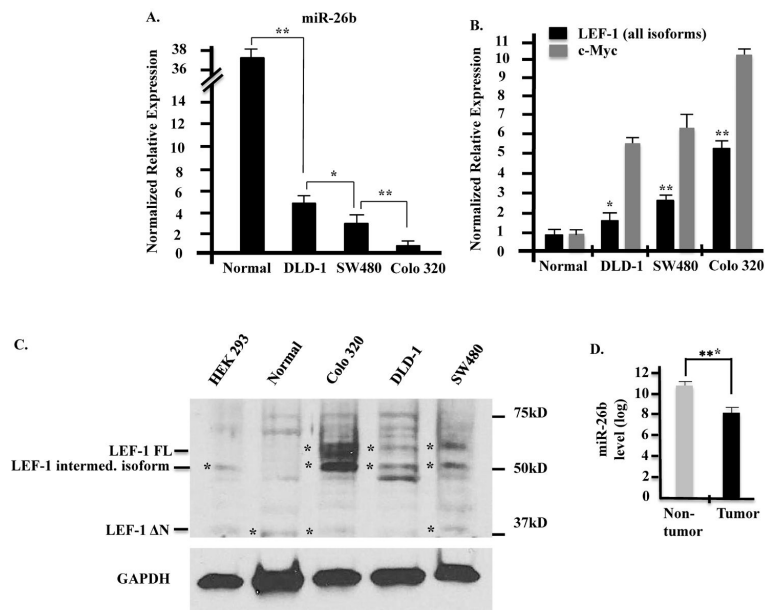 A.
miR-26b
Normalized Relative Expression
38
36
14
12
10
8
6
4
2
0
**
*
**
Normal DLD-1 SW480 Colo 320
B.
LEF-1 (all isoforms)
c-Myc
Normalized Relative Expression
11
10
9
8
7
6
5
4
3
2
1
0
*
**
**
Normal DLD-1 SW480 Colo 320
C.
HEK 293 Normal Colo 320 DLD-1 SW480
75kD
LEF-1 FL
* * *
LEF-1 intermed. isoform
* * * *
50kD
LEF-1 ΔN
* * *
37kD
GAPDH
D.
***
miR-26b
level (log)
12
10
8
6
4
2
0
Non-
tumor
Tumor